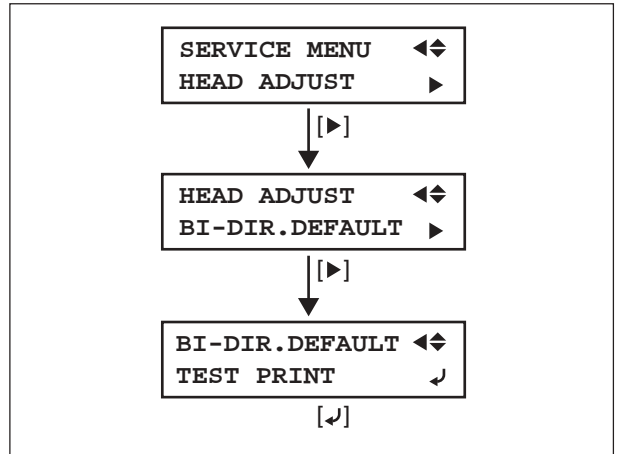 SERVICE MENU ◀◆
HEAD ADJUST ▶
[▶]
HEAD ADJUST ◀◆
BI-DIR.DEFAULT ▶
[▶]
BI-DIR.DEFAULT ◀◆
TEST PRINT ↵
[↵]